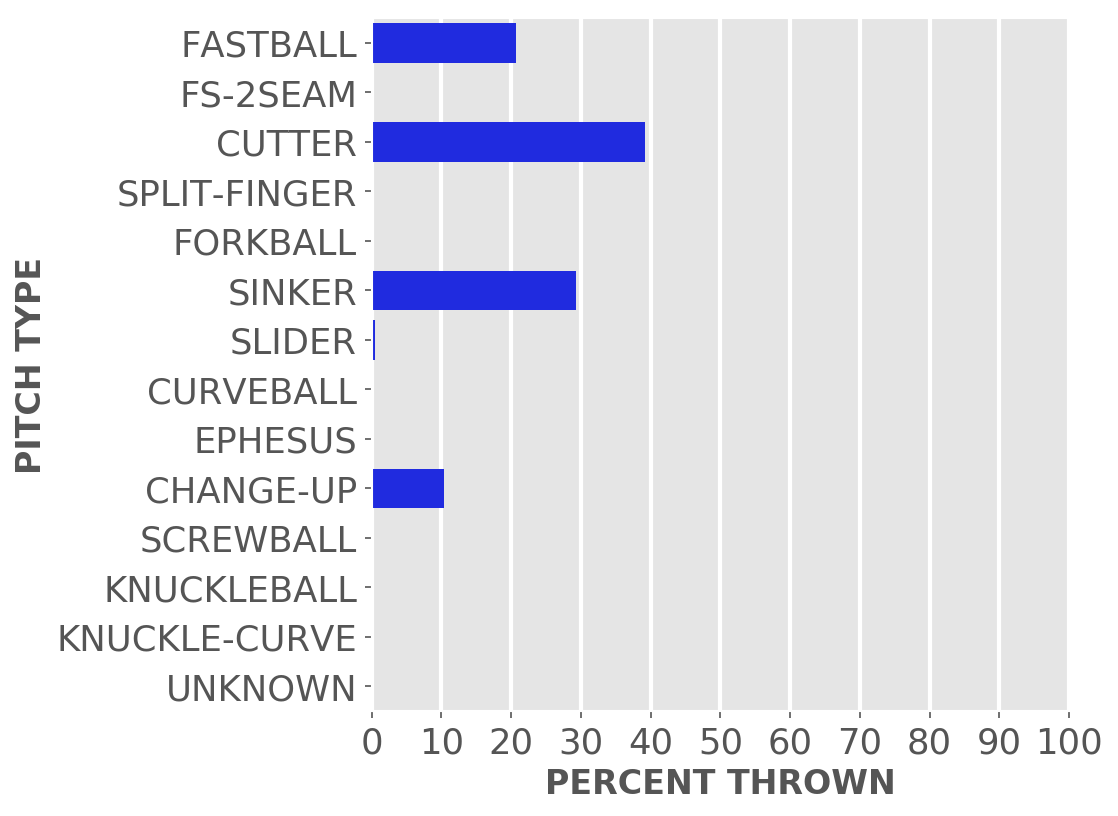 FASTBALL
FS-2SEAM
CUTTER
SPLIT-FINGER
FORKBALL
SINKER
SLIDER
CURVEBALL
EPHESUS
CHANGE-UP
SCREWBALL
KNUCKLEBALL
KNUCKLE-CURVE
UNKNOWN
PITCH TYPE
0 10 20 30 40 50 60 70 80 90 100
PERCENT THROWN